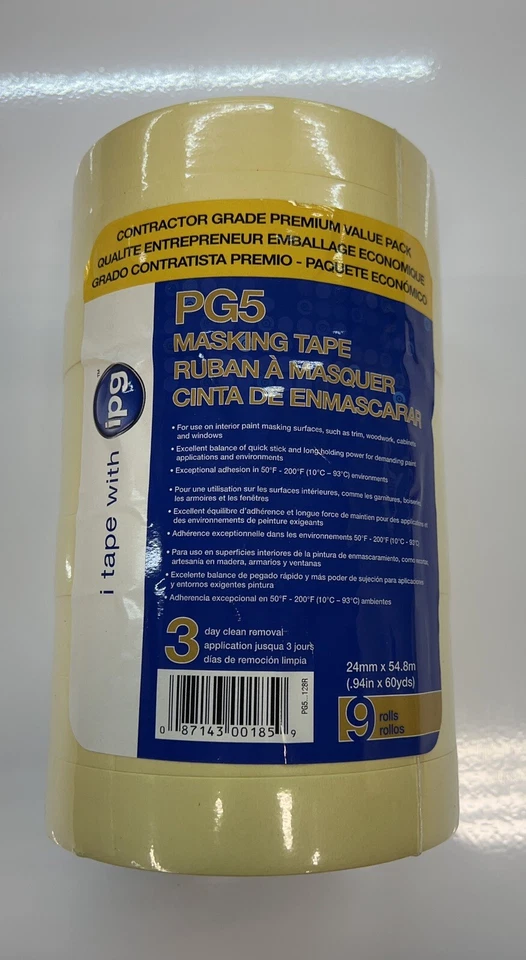 CONTRACTOR GRADE PREMIUM VALUE PACK
QUALITE ENTREPRENEUR EMBALLAGE ECONOMIQUE
GRADO CONTRATISTA PREMIO - PAQUETE ECONÓMICO
PG5
MASKING TAPE
RUBAN À MASQUER
CINTA DE ENMASCARAR
i tape with ipg™
• For use on interior paint masking surfaces, such as trim, woodwork, cabinets
and windows
• Excellent balance of quick stick and long holding power for demanding paint
applications and environments
• Exceptional adhesion in 50°F - 200°F (10°C – 93°C) environments
• Pour une utilisation sur les surfaces intérieures, comme les garnitures, boiseries,
les armoires et les fenêtres
• Excellent équilibre d'adhérence et longue force de maintien pour des applications et
des environnements de peinture exigeants
• Adhérence exceptionnelle dans les environnements 50°F - 200°F (10°C - 93°C)
• Para uso en superficies interiores de la pintura de enmascaramiento, como
artesanía en madera, armarios y ventanas
• Excelente balance de pegado rápido y más poder de sujeción para aplicaciones
y entornos exigentes pintura
• Adherencia excepcional en 50°F - 200°F (10°C – 93°C) ambientes
3 day clean removal
application jusqua 3 jours
días de remoción limpia
24mm x 54.8m
(.94in x 60yds)
9 rolls
rollos
PG5...128R
0 87143 00185 9